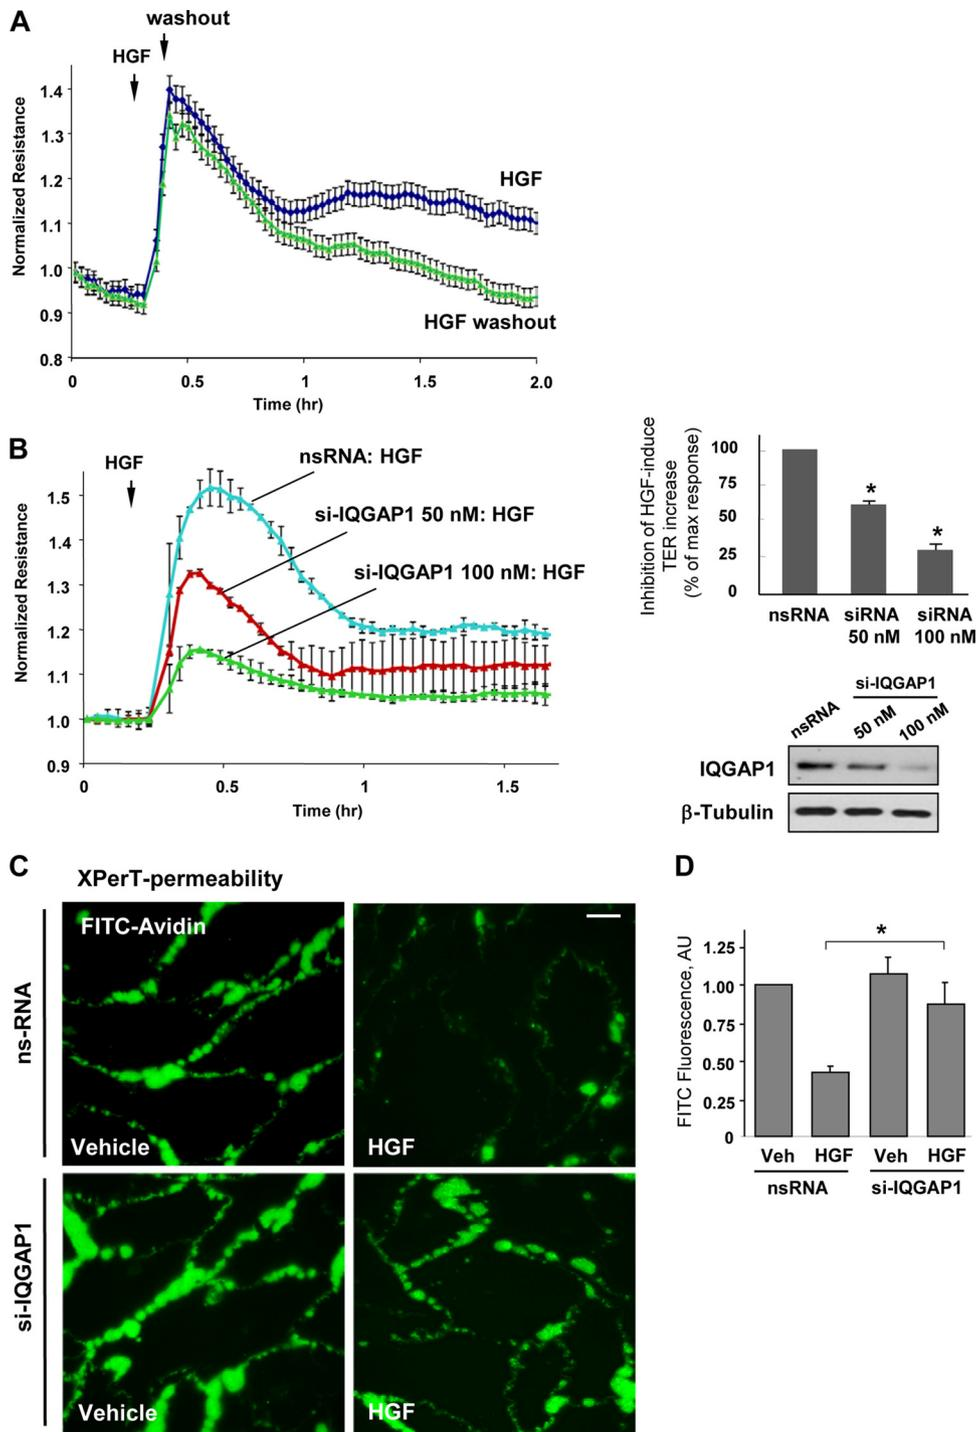 A
washout
HGF
Normalized Resistance
1.4
1.3
1.2
1.1
1.0
0.9
0.8
HGF
HGF washout
0
0.5
1
1.5
2.0
Time (hr)
B
HGF
nsRNA: HGF
si-IQGAP1 50 nM: HGF
si-IQGAP1 100 nM: HGF
Normalized Resistance
1.5
1.4
1.3
1.2
1.1
1.0
0.9
0
0.5
1
1.5
Time (hr)
Inhibition of HGF-induce
TER increase
(% of max response)
100
75
50
25
0
*
*
nsRNA
siRNA
50 nM
siRNA
100 nM
si-IQGAP1
nsRNA
50 nM
100 nM
IQGAP1
β-Tubulin
C
XPerT-permeability
ns-RNA
FITC-Avidin
Vehicle
HGF
si-IQGAP1
Vehicle
HGF
D
FITC Fluorescence, AU
1.25
1.00
0.75
0.50
0.25
0
*
Veh
HGF
Veh
HGF
nsRNA
si-IQGAP1